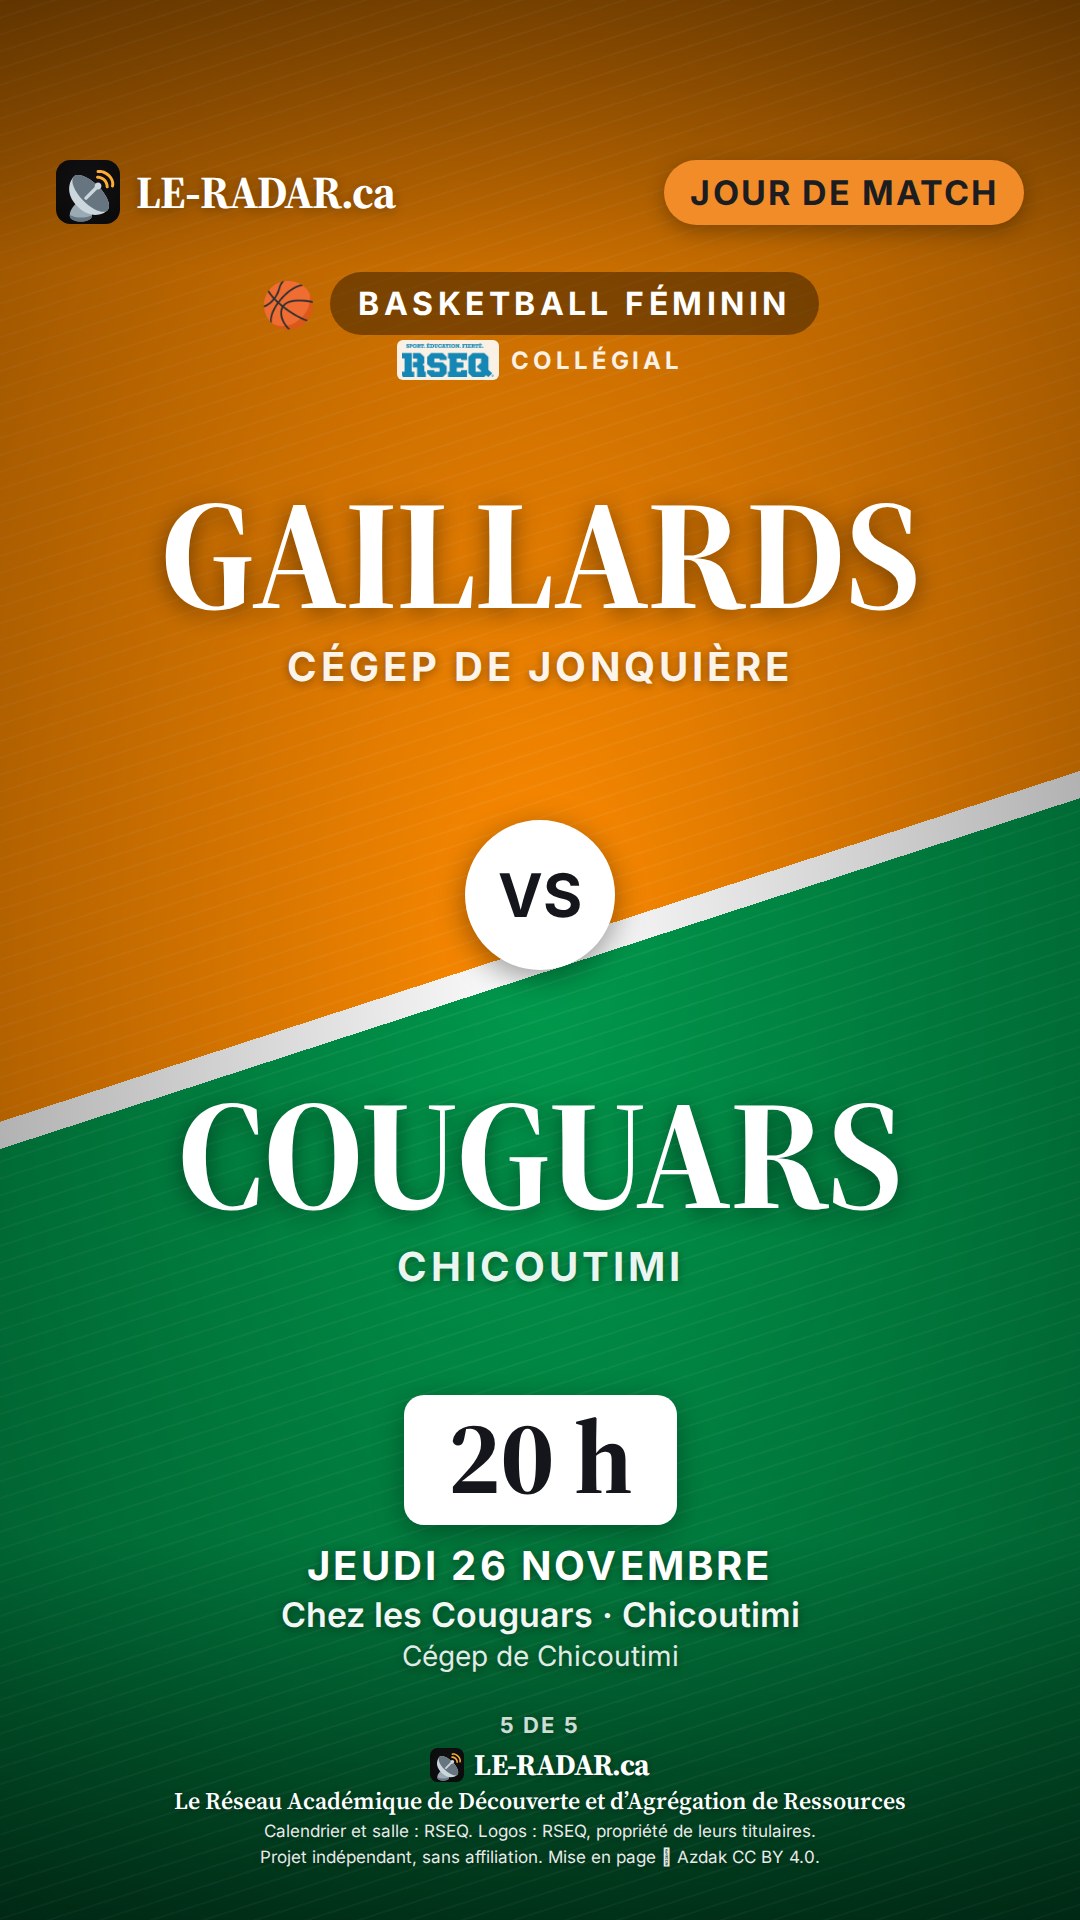 LE-RADAR.ca
JOUR DE MATCH
BASKETBALL FÉMININ
SPORT. ÉDUCATION. FIERTÉ.
RSEQ
COLLÉGIAL
GAILLARDS
CÉGEP DE JONQUIÈRE
VS
COUGUARS
CHICOUTIMI
20 h
JEUDI 26 NOVEMBRE
Chez les Couguars · Chicoutimi
Cégep de Chicoutimi
5 DE 5
LE-RADAR.ca
Le Réseau Académique de Découverte et d’Agrégation de Ressources
Calendrier et salle : RSEQ. Logos : RSEQ, propriété de leurs titulaires.
Projet indépendant, sans affiliation. Mise en page Azdak CC BY 4.0.